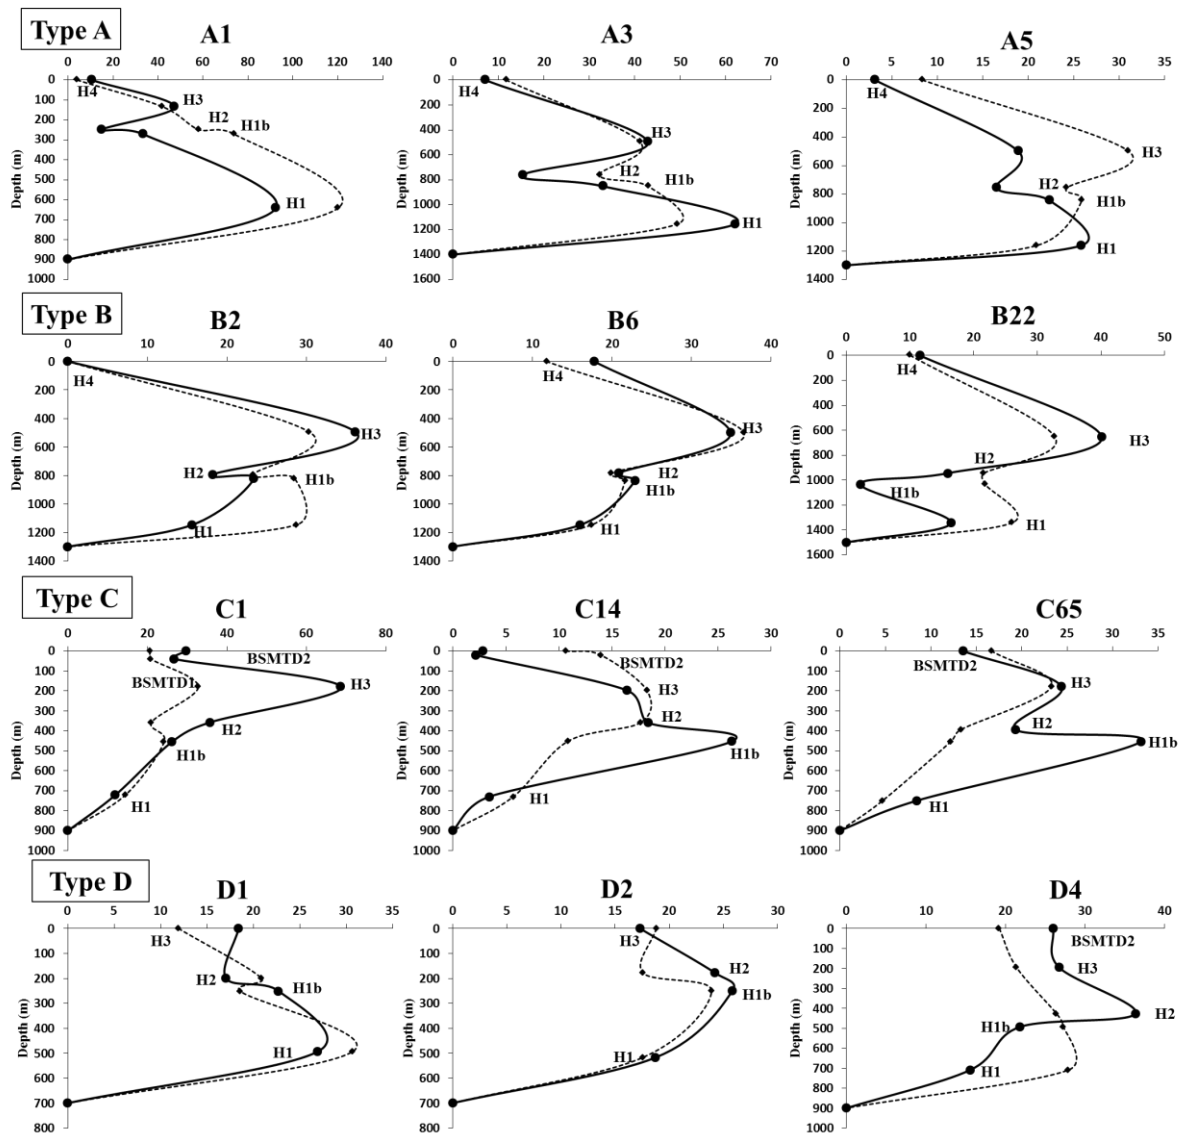 Type A
A1
A3
A5
0 20 40 60 80 100 120 140
0 10 20 30 40 50 60 70
0 5 10 15 20 25 30 35
Depth (m)
0
100
200
300
400
500
600
700
800
900
1000
H4
H3
H2
H1b
H1
Depth (m)
0
200
400
600
800
1000
1200
1400
1600
H4
H3
H2
H1b
H1
Depth (m)
0
200
400
600
800
1000
1200
1400
H4
H3
H2
H1b
H1
Type B
B2
B6
B22
0 10 20 30 40
0 10 20 30 40
0 10 20 30 40 50
Depth (m)
0
200
400
600
800
1000
1200
1400
H4
H3
H2
H1b
H1
Depth (m)
0
200
400
600
800
1000
1200
1400
H4
H3
H2
H1b
H1
Depth (m)
0
200
400
600
800
1000
1200
1400
1600
H4
H3
H2
H1b
H1
Type C
C1
C14
C65
0 20 40 60 80
0 5 10 15 20 25 30
0 5 10 15 20 25 30 35
Depth (m)
0
100
200
300
400
500
600
700
800
900
1000
BSMTD2
BSMTD1
H3
H2
H1b
H1
Depth (m)
0
100
200
300
400
500
600
700
800
900
1000
BSMTD2
H3
H2
H1b
H1
Depth (m)
0
100
200
300
400
500
600
700
800
900
1000
BSMTD2
H3
H2
H1b
H1
Type D
D1
D2
D4
0 5 10 15 20 25 30 35
0 5 10 15 20 25 30
0 10 20 30 40
Depth (m)
0
100
200
300
400
500
600
700
800
H3
H2
H1b
H1
Depth (m)
0
100
200
300
400
500
600
700
800
H3
H2
H1b
H1
Depth (m)
0
100
200
300
400
500
600
700
800
900
1000
BSMTD2
H3
H2
H1b
H1